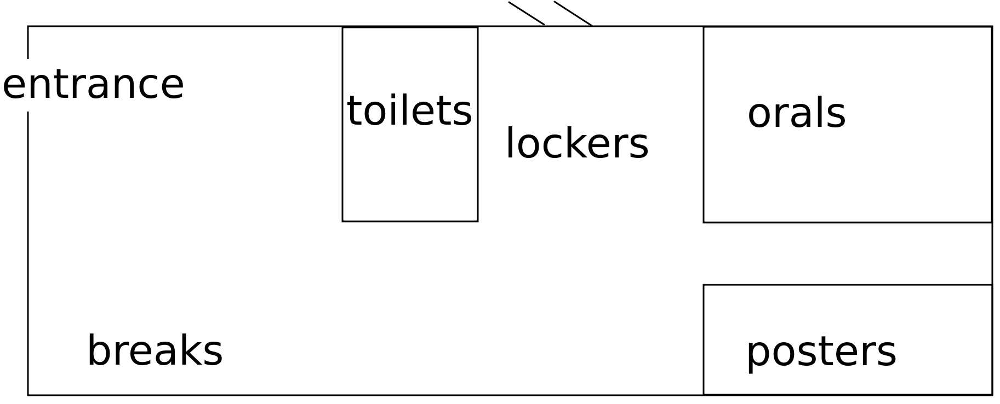 entrance
toilets
lockers
orals
breaks
posters